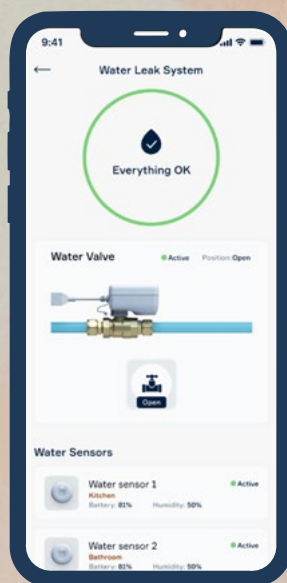 9:41
Water Leak System
Everything OK
Water Valve Active Position: Open
Open
Water Sensors
Water sensor 1 Active
Kitchen
Battery: 81% Humidity: 50%
Water sensor 2 Active
Bathroom
Battery: 81% Humidity: 50%